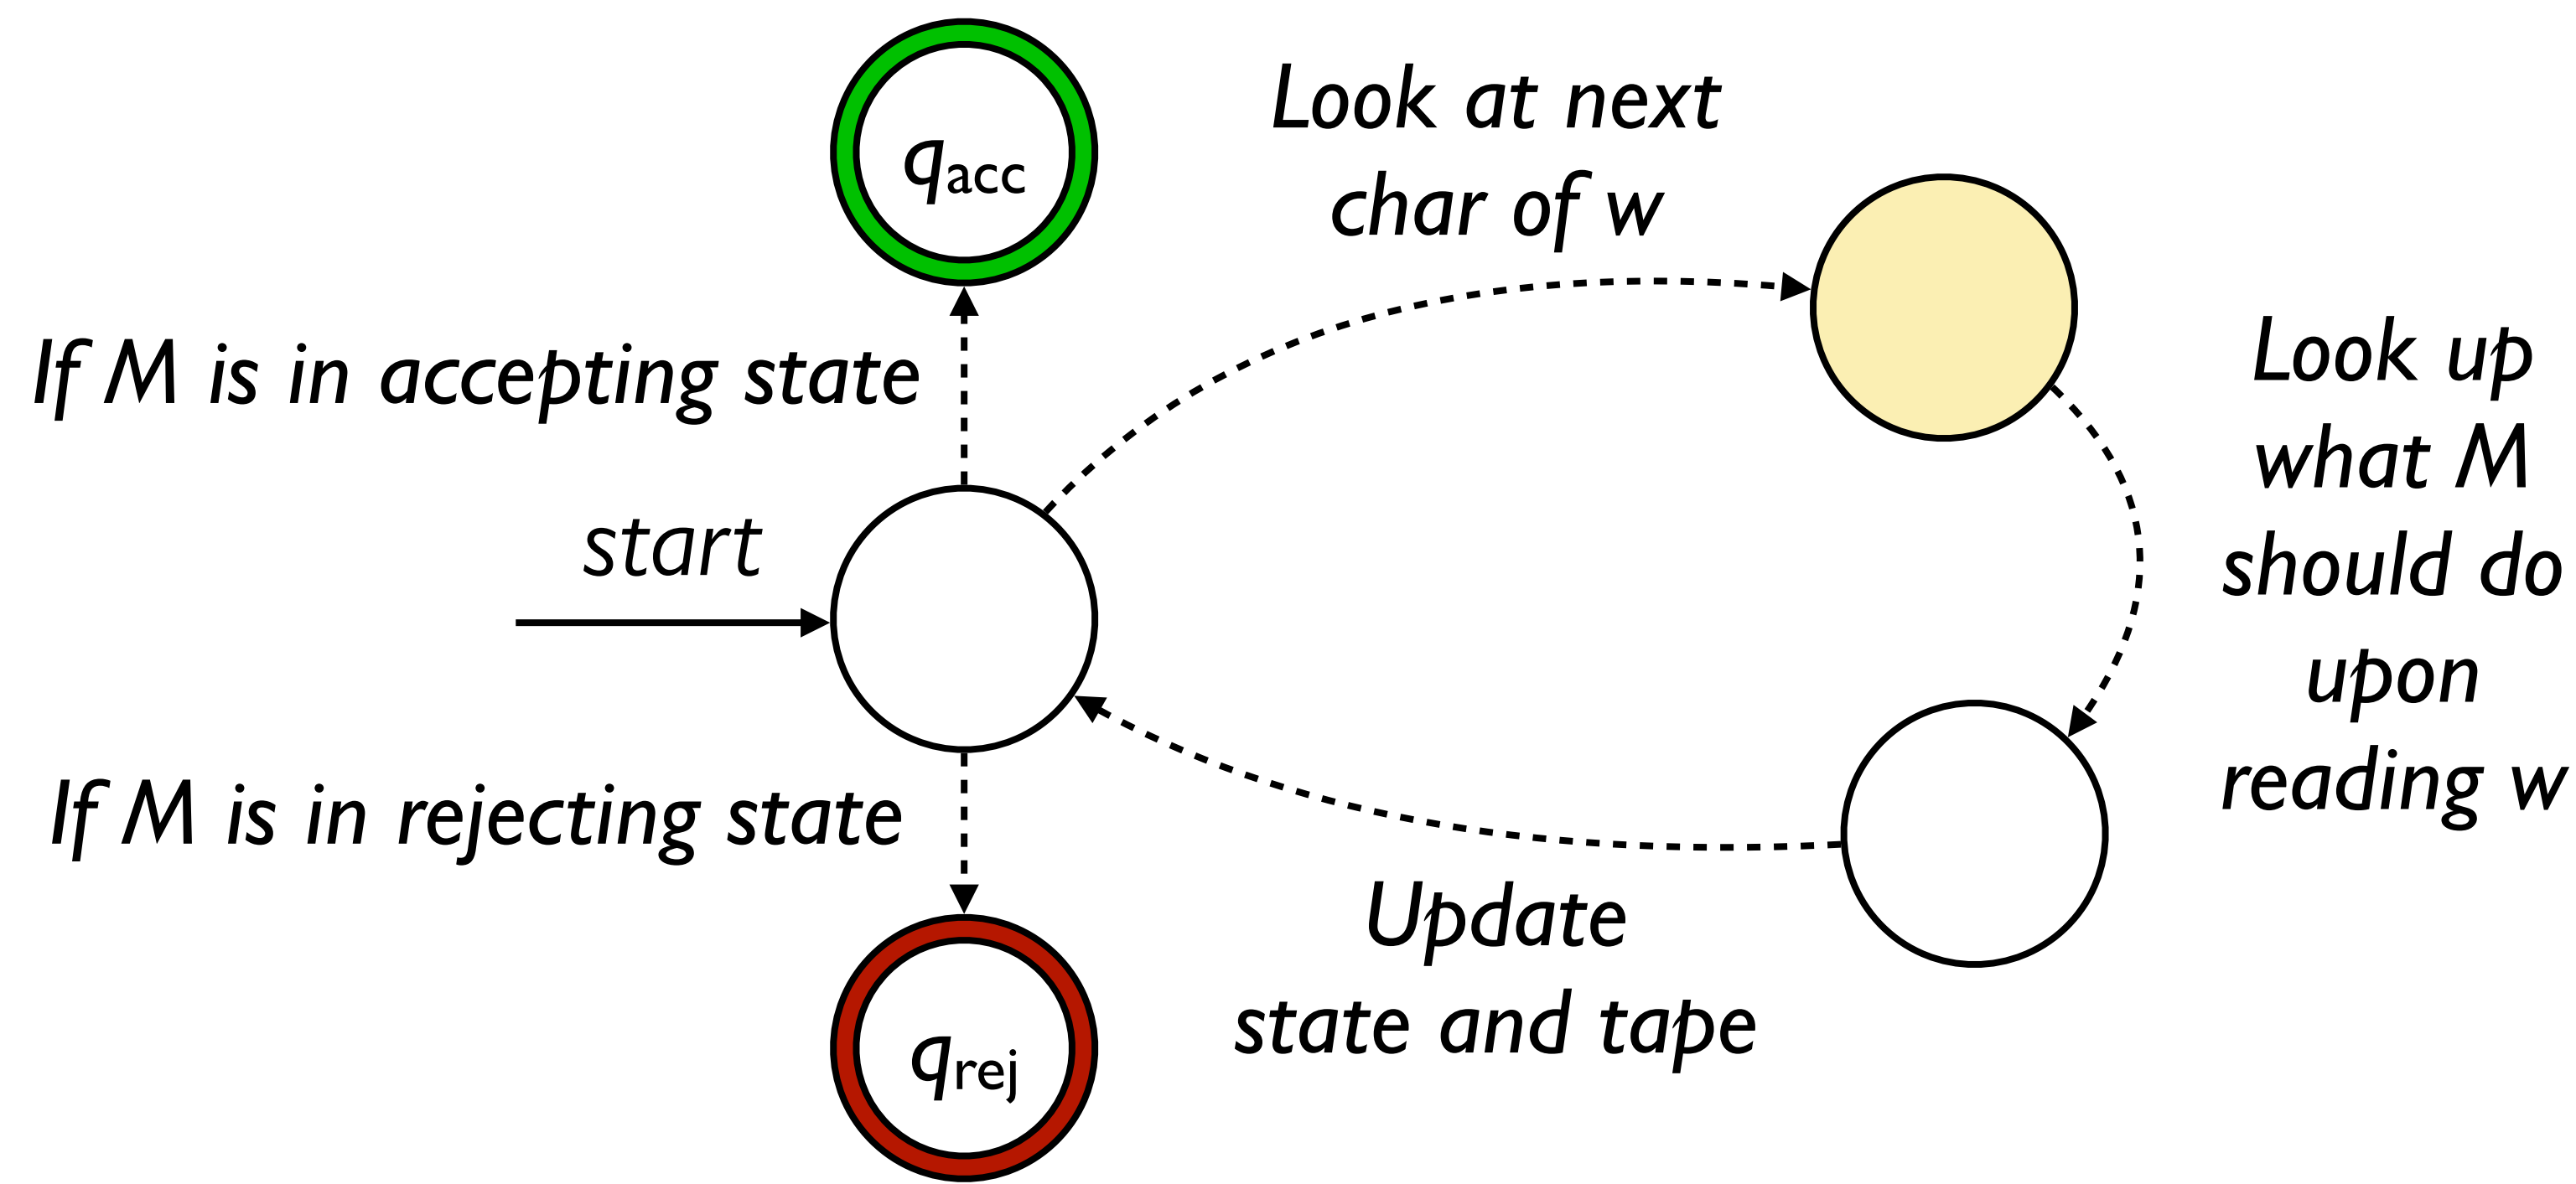 qacc
Look at next
char of w
If M is in accepting state
start
Look up
what M
should do
upon
reading w
If M is in rejecting state
Update
state and tape
qrej